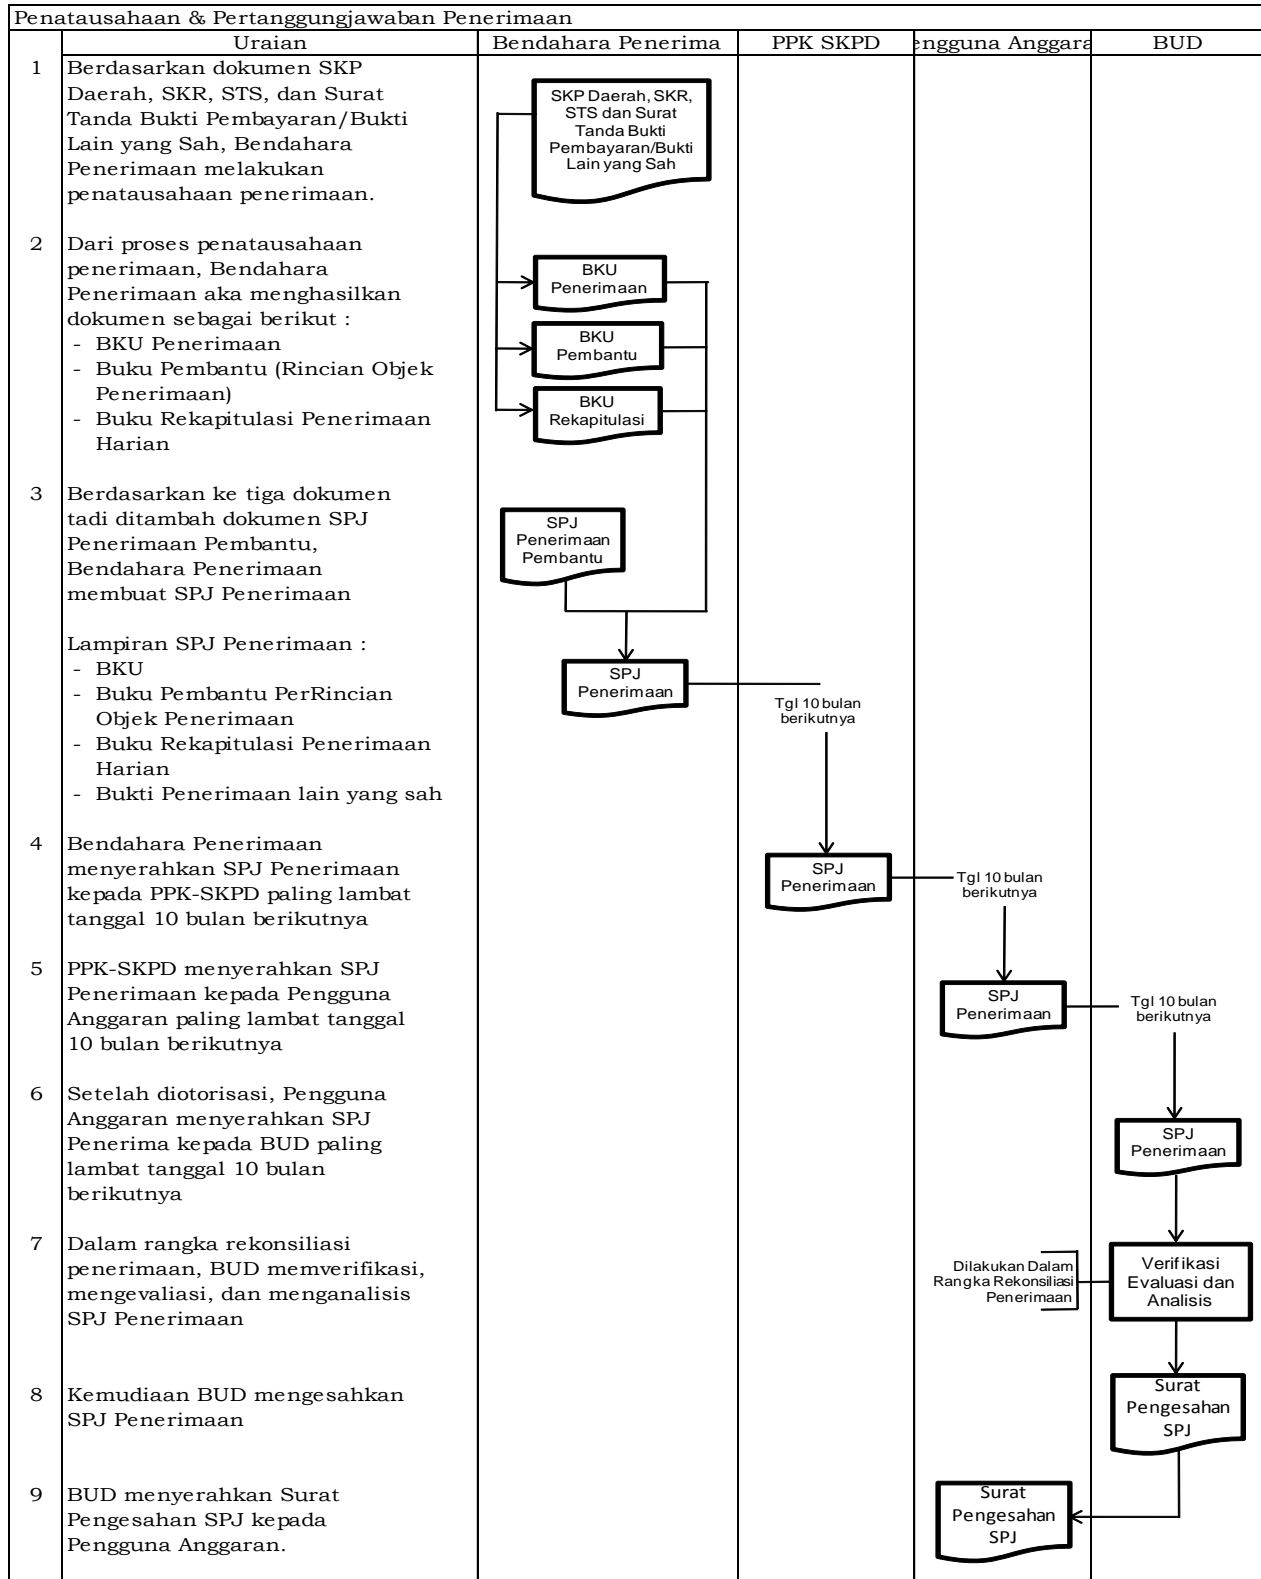 Penatausahaan & Pertanggungjawaban Penerimaan
Uraian
Bendahara Penerima
PPK SKPD
engguna Anggara
BUD
1
Berdasarkan dokumen SKP
Daerah, SKR, STS, dan Surat
Tanda Bukti Pembayaran/Bukti
Lain yang Sah, Bendahara
Penerimaan melakukan
penatausahaan penerimaan.
SKP Daerah, SKR,
STS dan Surat
Tanda Bukti
Pembayaran/Bukti
Lain yang Sah
2
Dari proses penatausahaan
penerimaan, Bendahara
Penerimaan aka menghasilkan
dokumen sebagai berikut :
- BKU Penerimaan
- Buku Pembantu (Rincian Objek
Penerimaan)
- Buku Rekapitulasi Penerimaan
Harian
BKU
Penerimaan
BKU
Pembantu
BKU
Rekapitulasi
3
Berdasarkan ke tiga dokumen
tadi ditambah dokumen SPJ
Penerimaan Pembantu,
Bendahara Penerimaan
membuat SPJ Penerimaan
SPJ
Penerimaan
Pembantu
Lampiran SPJ Penerimaan :
- BKU
- Buku Pembantu PerRincian
Objek Penerimaan
- Buku Rekapitulasi Penerimaan
Harian
- Bukti Penerimaan lain yang sah
SPJ
Penerimaan
Tgl 10 bulan
berikutnya
4
Bendahara Penerimaan
menyerahkan SPJ Penerimaan
kepada PPK-SKPD paling lambat
tanggal 10 bulan berikutnya
SPJ
Penerimaan
Tgl 10 bulan
berikutnya
5
PPK-SKPD menyerahkan SPJ
Penerimaan kepada Pengguna
Anggaran paling lambat tanggal
10 bulan berikutnya
SPJ
Penerimaan
Tgl 10 bulan
berikutnya
6
Setelah diotorisasi, Pengguna
Anggaran menyerahkan SPJ
Penerima kepada BUD paling
lambat tanggal 10 bulan
berikutnya
SPJ
Penerimaan
7
Dalam rangka rekonsiliasi
penerimaan, BUD memverifikasi,
mengevaliasi, dan menganalisis
SPJ Penerimaan
Dilakukan Dalam
Rangka Rekonsiliasi
Penerimaan
Verifikasi
Evaluasi dan
Analisis
8
Kemudiaan BUD mengesahkan
SPJ Penerimaan
Surat
Pengesahan
SPJ
9
BUD menyerahkan Surat
Pengesahan SPJ kepada
Pengguna Anggaran.
Surat
Pengesahan
SPJ